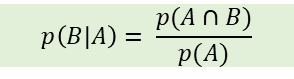 p(B|A) = p(A ∩ B) / p(A)